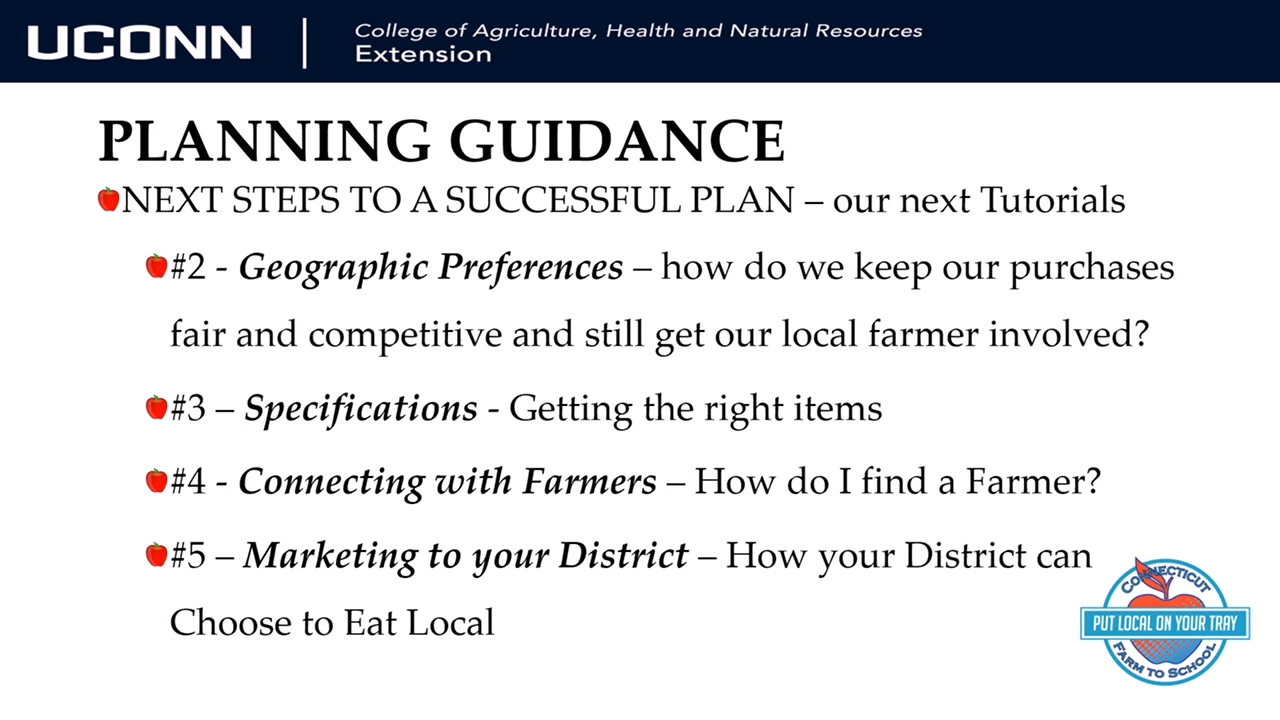 UCONN
College of Agriculture, Health and Natural Resources
Extension
PLANNING GUIDANCE
NEXT STEPS TO A SUCCESSFUL PLAN – our next Tutorials
#2 - Geographic Preferences – how do we keep our purchases
fair and competitive and still get our local farmer involved?
#3 – Specifications - Getting the right items
#4 - Connecting with Farmers – How do I find a Farmer?
#5 – Marketing to your District – How your District can
Choose to Eat Local
CONNECTICUT
PUT LOCAL ON YOUR TRAY
FARM TO SCHOOL